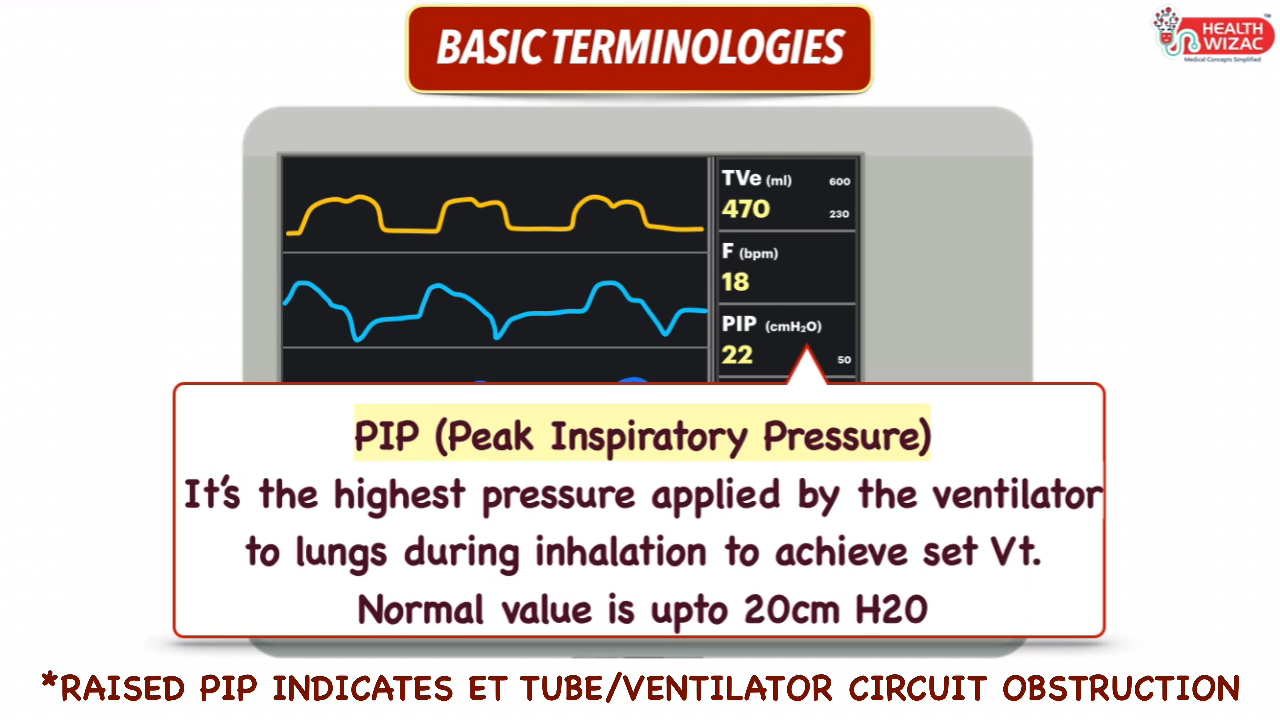 BASIC TERMINOLOGIES
HEALTH
WIZAC
TM
Medical Concepts Simplified
TVe (ml) 600
470 230
F (bpm)
18
PIP (cmH₂O)
22 50
PIP (Peak Inspiratory Pressure)
It's the highest pressure applied by the ventilator
to lungs during inhalation to achieve set Vt.
Normal value is upto 20cm H20
*RAISED PIP INDICATES ET TUBE/VENTILATOR CIRCUIT OBSTRUCTION